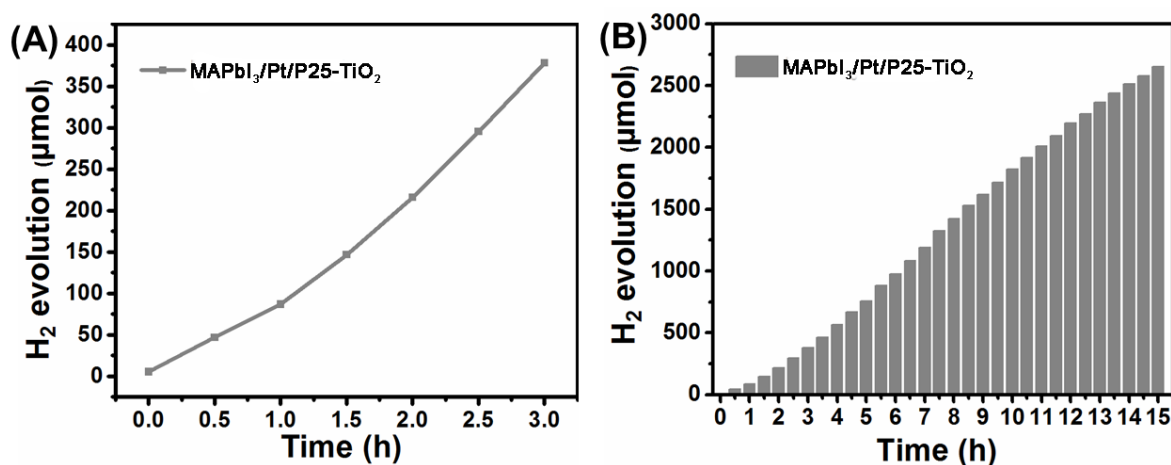 (A)
MAPbI₃/Pt/P25-TiO₂
H₂ evolution (μmol)
400
350
300
250
200
150
100
50
0
0.0 0.5 1.0 1.5 2.0 2.5 3.0
Time (h)
(B)
MAPbI₃/Pt/P25-TiO₂
H₂ evolution (μmol)
3000
2500
2000
1500
1000
500
0
0 1 2 3 4 5 6 7 8 9 10 11 12 13 14 15
Time (h)